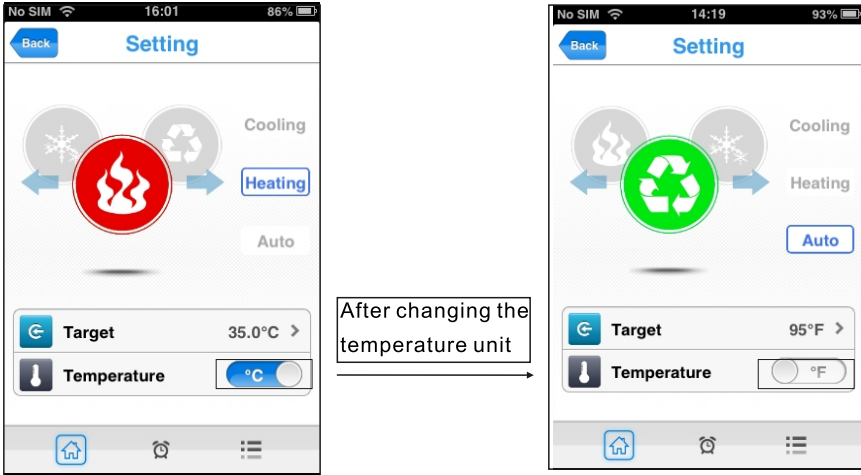 No SIM 16:01 86%
Back Setting
Cooling
Heating
Auto
Target 35.0°C
Temperature °C
After changing the
temperature unit
No SIM 14:19 93%
Back Setting
Cooling
Heating
Auto
Target 95°F
Temperature °F